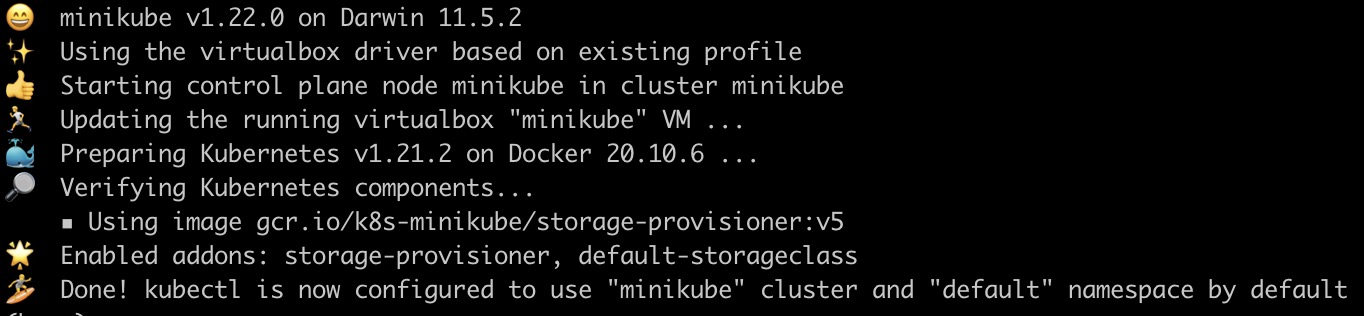 😄 minikube v1.22.0 on Darwin 11.5.2
✨ Using the virtualbox driver based on existing profile
👍 Starting control plane node minikube in cluster minikube
🏃 Updating the running virtualbox "minikube" VM ...
🐳 Preparing Kubernetes v1.21.2 on Docker 20.10.6 ...
🔎 Verifying Kubernetes components...
▪ Using image gcr.io/k8s-minikube/storage-provisioner:v5
🌟 Enabled addons: storage-provisioner, default-storageclass
🏄 Done! kubectl is now configured to use "minikube" cluster and "default" namespace by default